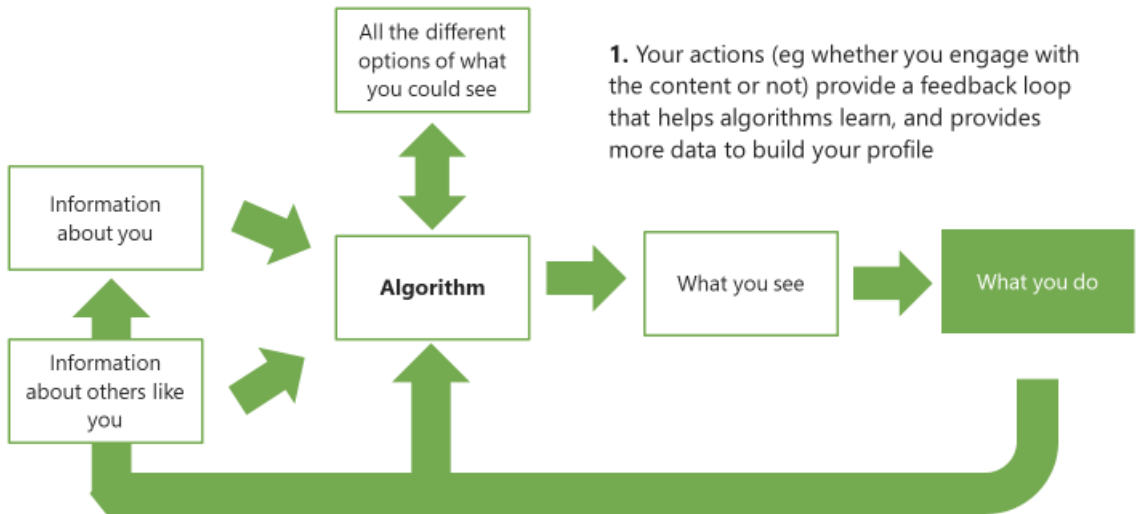 All the different
options of what
you could see
1. Your actions (eg whether you engage with
the content or not) provide a feedback loop
that helps algorithms learn, and provides
more data to build your profile
Information
about you
Algorithm
What you see
What you do
Information
about others like
you